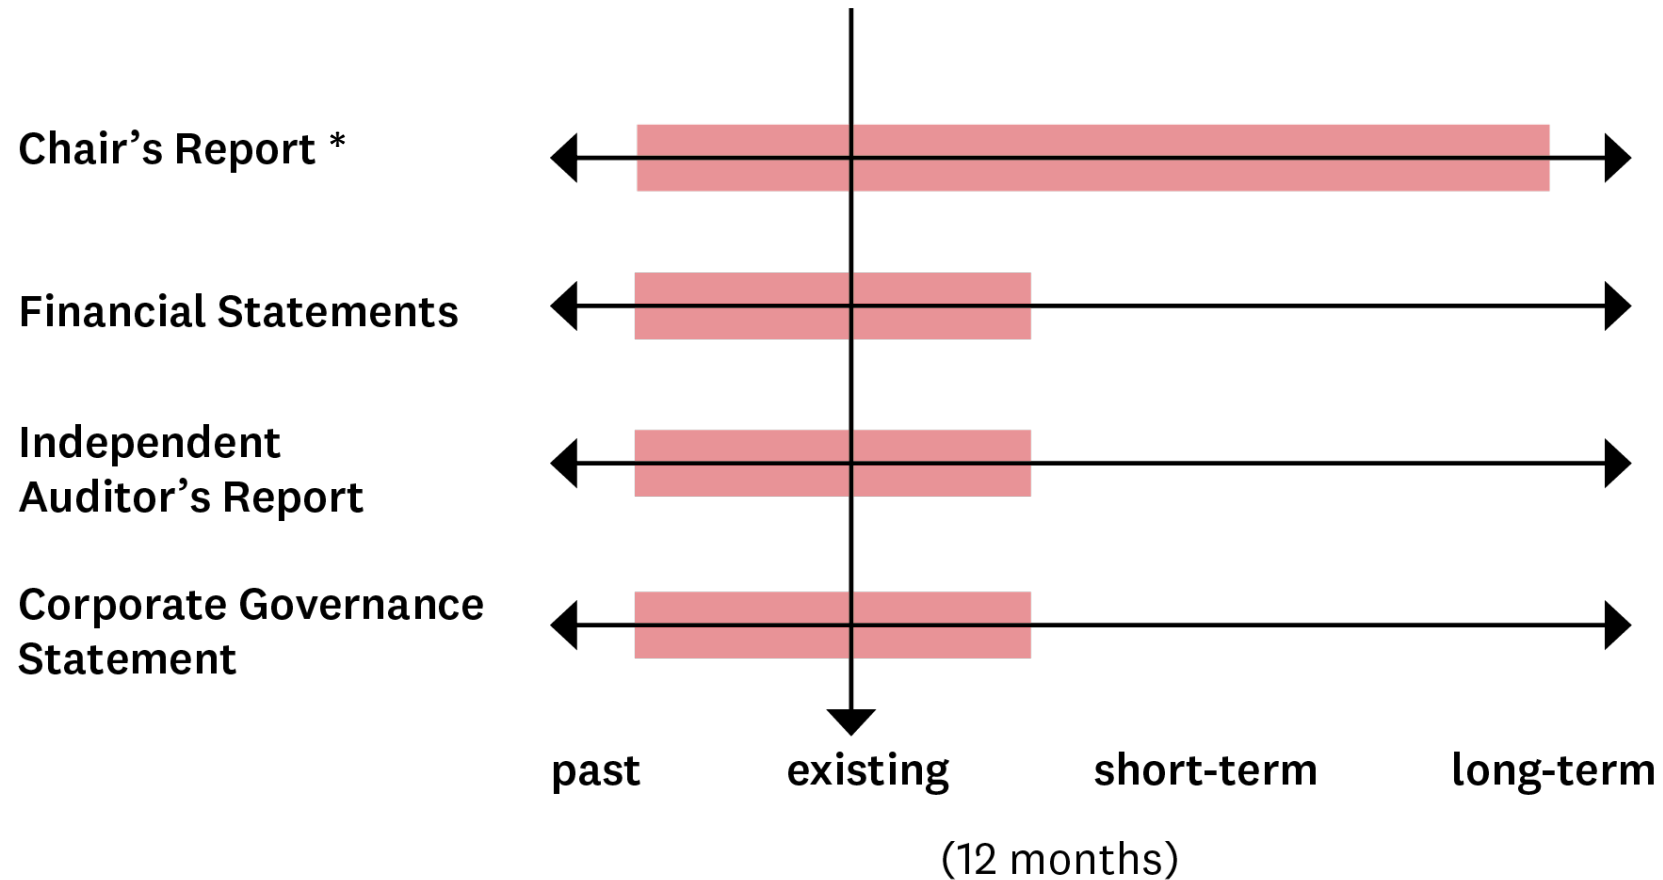 Chair’s Report *
Financial Statements
Independent
Auditor’s Report
Corporate Governance
Statement
past existing short-term long-term
(12 months)